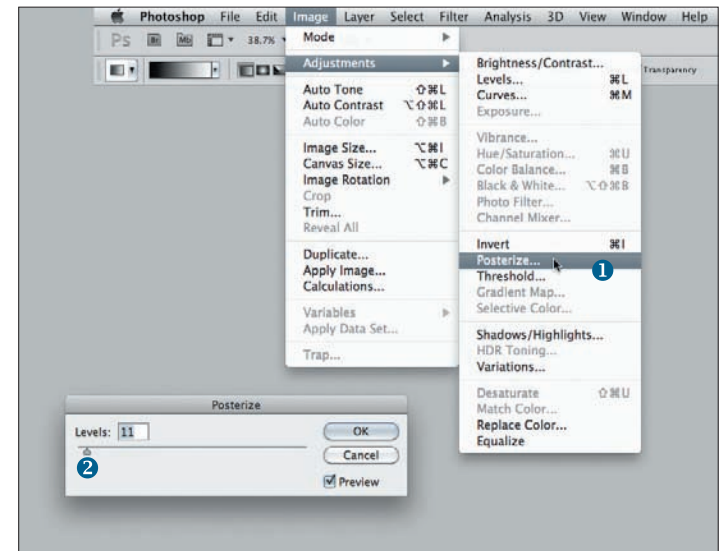 Photoshop File Edit Image Layer Select Filter Analysis 3D View Window Help
Ps Br Mb 38.7%
Transparency
Mode
Adjustments
Auto Tone ⇧⌘L
Auto Contrast ⌥⇧⌘L
Auto Color ⇧⌘B
Image Size... ⌥⌘I
Canvas Size... ⌥⌘C
Image Rotation
Crop
Trim...
Reveal All
Duplicate...
Apply Image...
Calculations...
Variables
Apply Data Set...
Trap...
Brightness/Contrast...
Levels... ⌘L
Curves... ⌘M
Exposure...
Vibrance...
Hue/Saturation... ⌘U
Color Balance... ⌘B
Black & White... ⌥⇧⌘B
Photo Filter...
Channel Mixer...
Invert ⌘I
Posterize...
1
Threshold...
Gradient Map...
Selective Color...
Shadows/Highlights...
HDR Toning...
Variations...
Desaturate ⇧⌘U
Match Color...
Replace Color...
Equalize
Posterize
Levels: 11
OK
2
Cancel
Preview